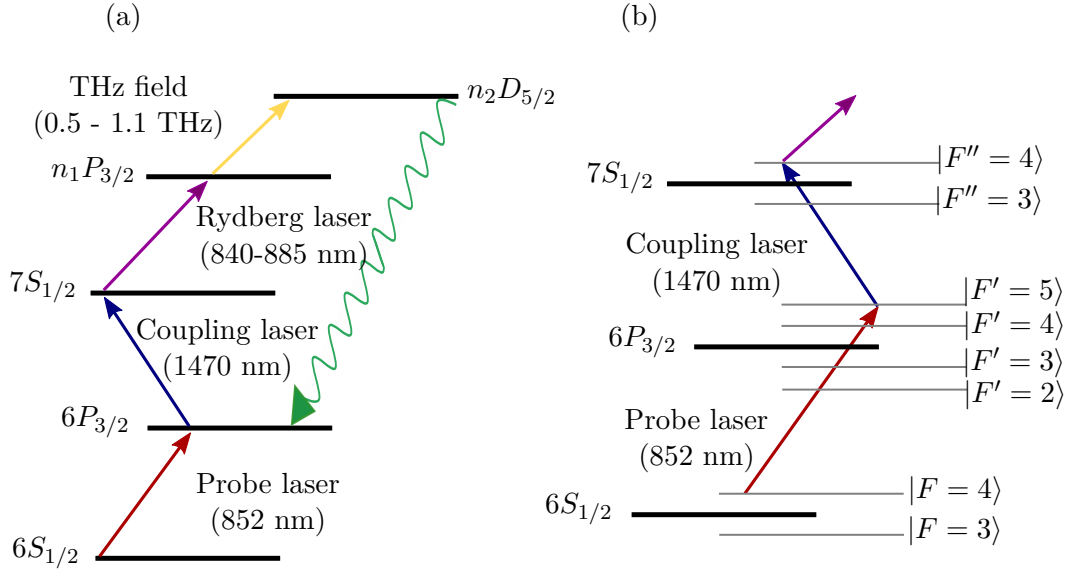 (a)
THz field
(0.5 - 1.1 THz)
n₂D₅/₂
n₁P₃/₂
Rydberg laser
(840-885 nm)
7S₁/₂
Coupling laser
(1470 nm)
6P₃/₂
Probe laser
(852 nm)
6S₁/₂
(b)
7S₁/₂
|F″ = 4⟩
|F″ = 3⟩
Coupling laser
(1470 nm)
|F′ = 5⟩
|F′ = 4⟩
6P₃/₂
|F′ = 3⟩
|F′ = 2⟩
Probe laser
(852 nm)
|F = 4⟩
6S₁/₂
|F = 3⟩